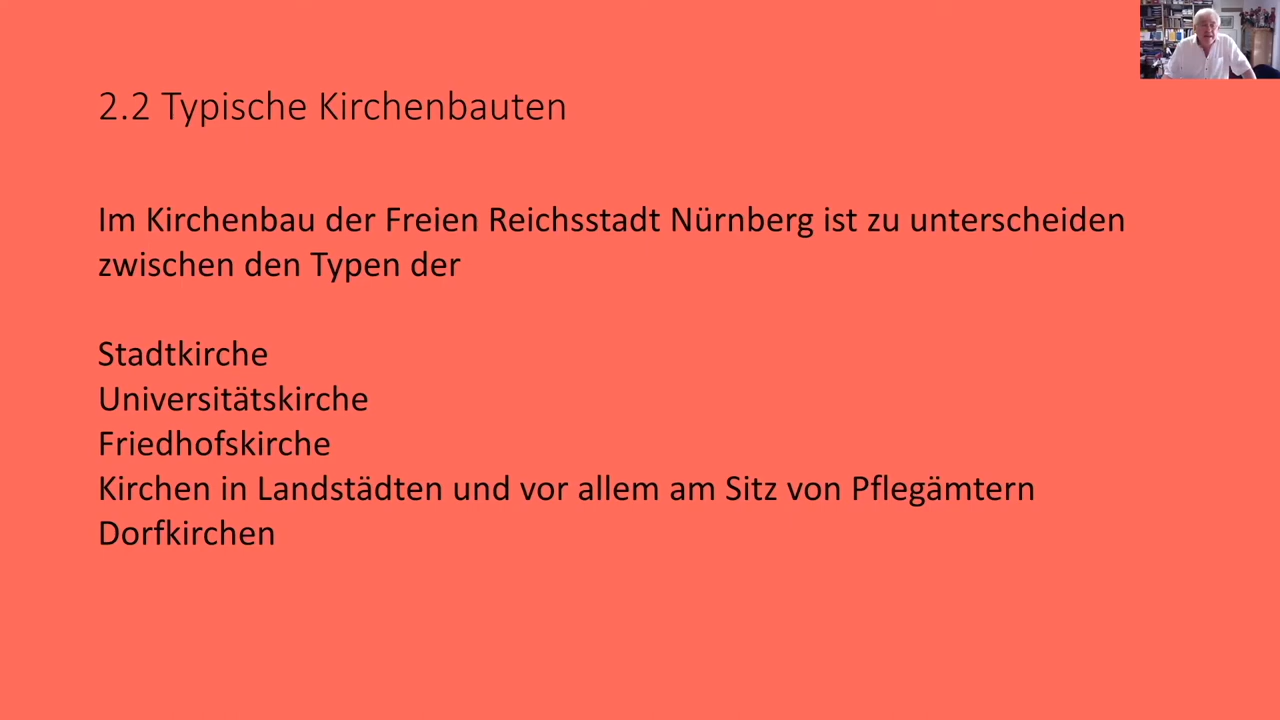 2.2 Typische Kirchenbauten
Im Kirchenbau der Freien Reichsstadt Nürnberg ist zu unterscheiden
zwischen den Typen der
Stadtkirche
Universitätskirche
Friedhofskirche
Kirchen in Landstädten und vor allem am Sitz von Pflegämtern
Dorfkirchen